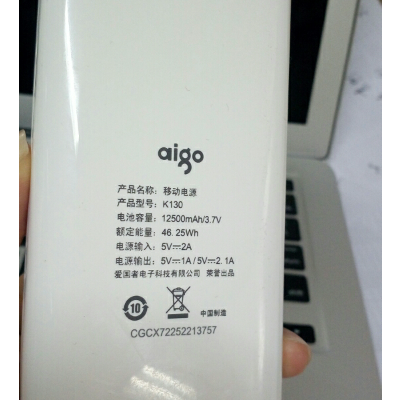 aigo
产品名称：移动电源
产品型号：K130
电池容量：12500mAh/3.7V
额定能量：46.25Wh
电源输入：5V⎓2A
电源输出：5V⎓1A/5V⎓2.1A
爱国者电子科技有限公司 荣誉出品
10
中国制造
CGCX72252213757